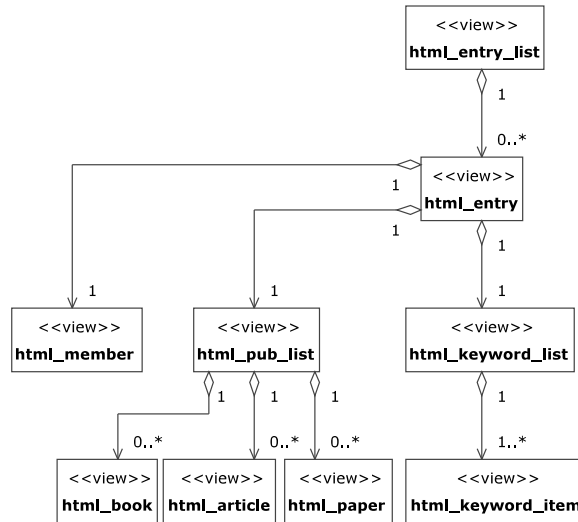 <<view>>
html_entry_list
1
0..*
<<view>>
html_entry
1
1
1
1
1
1
<<view>>
html_member
<<view>>
html_pub_list
<<view>>
html_keyword_list
1
1
1
1
0..*
0..*
0..*
1..*
<<view>>
html_book
<<view>>
html_article
<<view>>
html_paper
<<view>>
html_keyword_item